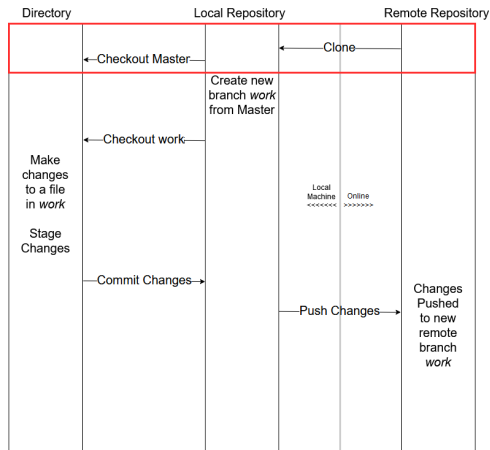 Directory
Local Repository
Remote Repository
Clone
Checkout Master
Create new
branch work
from Master
Checkout work
Make
changes
to a file
in work
Stage
Changes
Local
Machine
<<<<<<<
Online
>>>>>>>
Commit Changes
Push Changes
Changes
Pushed
to new
remote
branch
work